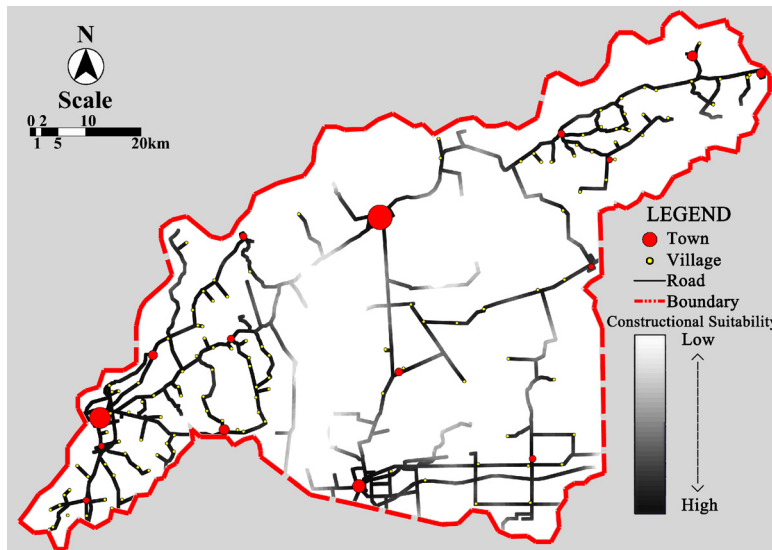 N
Scale
0 2 10
1 5 20km
LEGEND
Town
Village
Road
Boundary
Constructional Suitability
Low
High